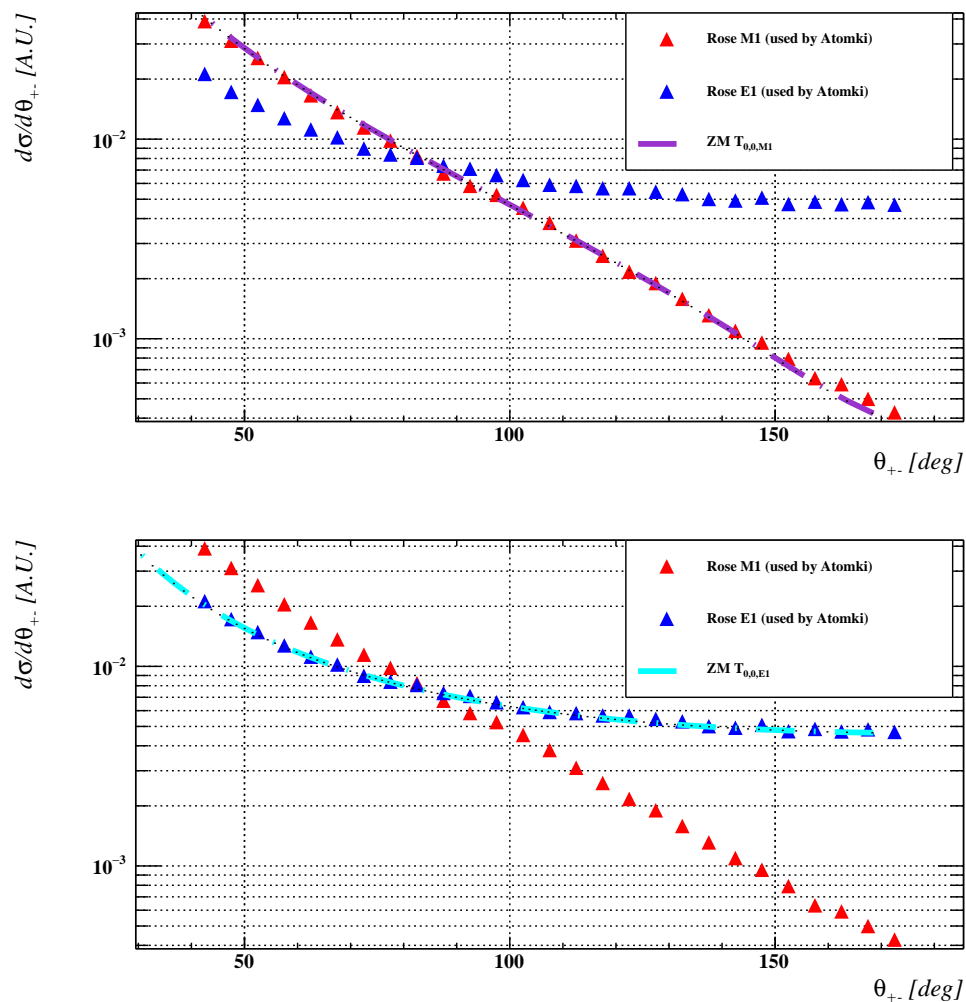 dσ/dθ+- [A.U.]
10⁻²
10⁻³
Rose M1 (used by Atomki)
Rose E1 (used by Atomki)
ZM T0,0,M1
50
100
150
θ+- [deg]
dσ/dθ+- [A.U.]
10⁻²
10⁻³
Rose M1 (used by Atomki)
Rose E1 (used by Atomki)
ZM T0,0,E1
50
100
150
θ+- [deg]